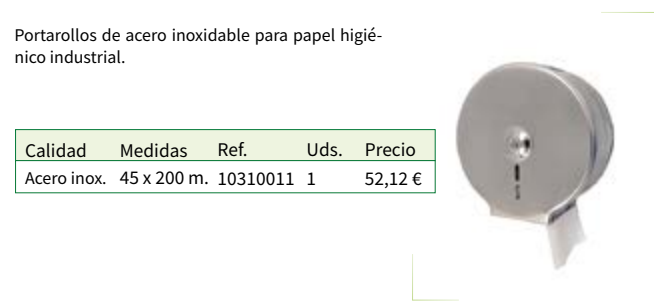 Portarollos de acero inoxidable para papel higié-
nico industrial.
Calidad Medidas Ref. Uds. Precio
Acero inox. 45 x 200 m. 10310011 1 52,12 €